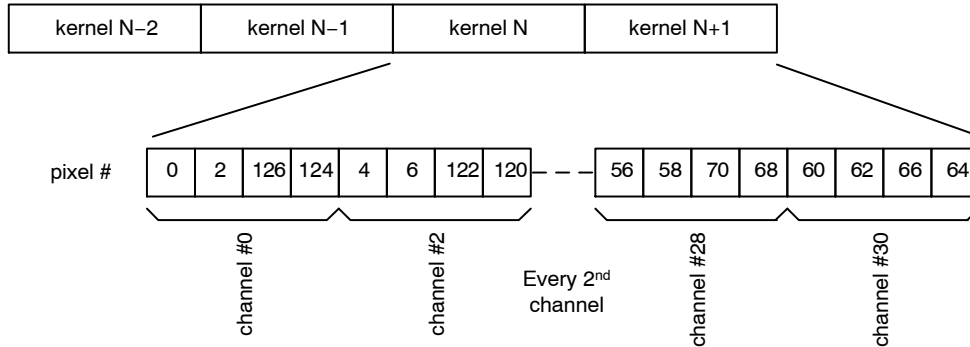 kernel N−2 kernel N−1 kernel N kernel N+1
pixel # 0 2 126 124 4 6 122 120 56 58 70 68 60 62 66 64
channel #0 channel #2 channel #28 channel #30
Every 2nd
channel